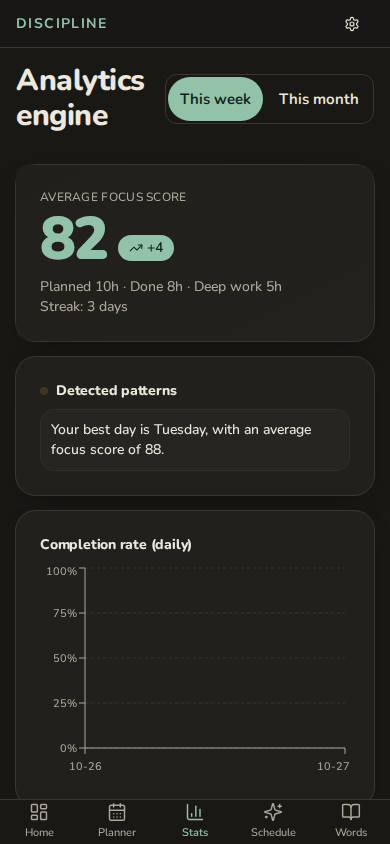 DISCIPLINE
Analytics
engine
This week
This month
AVERAGE FOCUS SCORE
82
+4
Planned 10h · Done 8h · Deep work 5h
Streak: 3 days
Detected patterns
Your best day is Tuesday, with an average
focus score of 88.
Completion rate (daily)
100%
75%
50%
25%
0%
10-26
10-27
Home
Planner
Stats
Schedule
Words